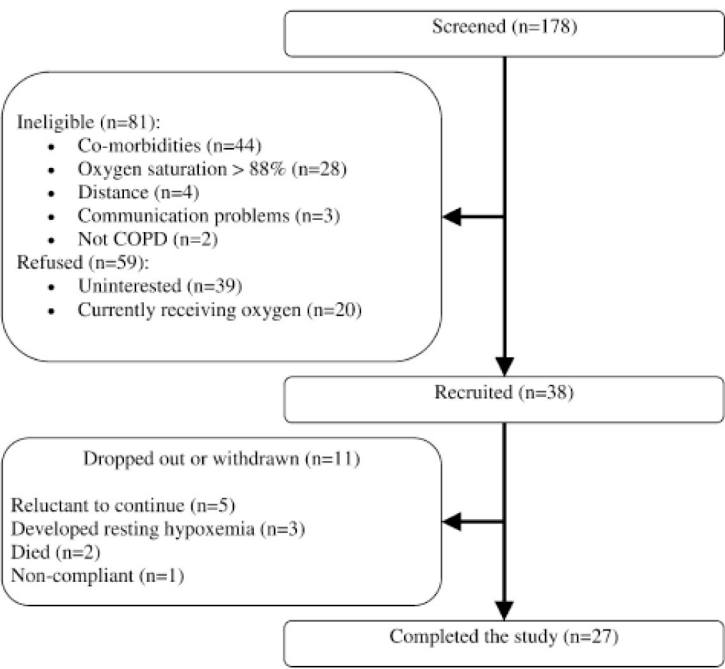 Screened (n=178)
Ineligible (n=81):
• Co-morbidities (n=44)
• Oxygen saturation > 88% (n=28)
• Distance (n=4)
• Communication problems (n=3)
• Not COPD (n=2)
Refused (n=59):
• Uninterested (n=39)
• Currently receiving oxygen (n=20)
Recruited (n=38)
Dropped out or withdrawn (n=11)
Reluctant to continue (n=5)
Developed resting hypoxemia (n=3)
Died (n=2)
Non-compliant (n=1)
Completed the study (n=27)